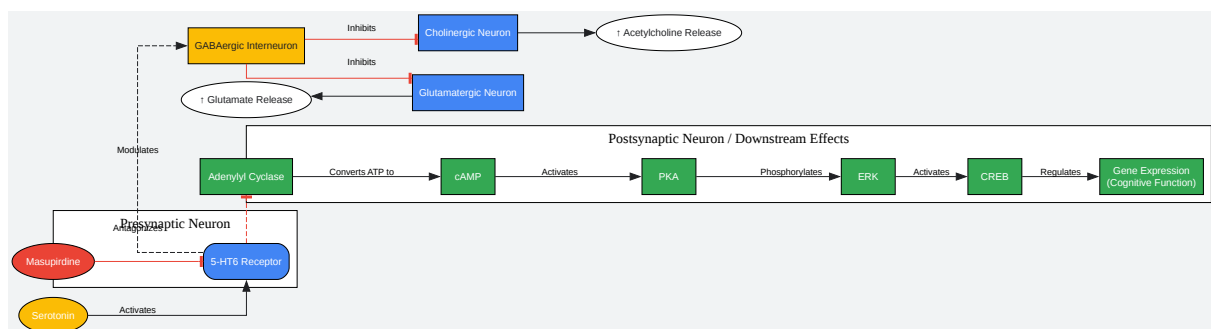 Inhibits
Cholinergic Neuron
↑ Acetylcholine Release
GABAergic Interneuron
Inhibits
Glutamatergic Neuron
↑ Glutamate Release
Postsynaptic Neuron / Downstream Effects
Modulates
Adenylyl Cyclase
Converts ATP to
cAMP
Activates
PKA
Phosphorylates
ERK
Activates
CREB
Regulates
Gene Expression
(Cognitive Function)
Presynaptic Neuron
Antagonizes
Masupirdine
5-HT6 Receptor
Serotonin
Activates